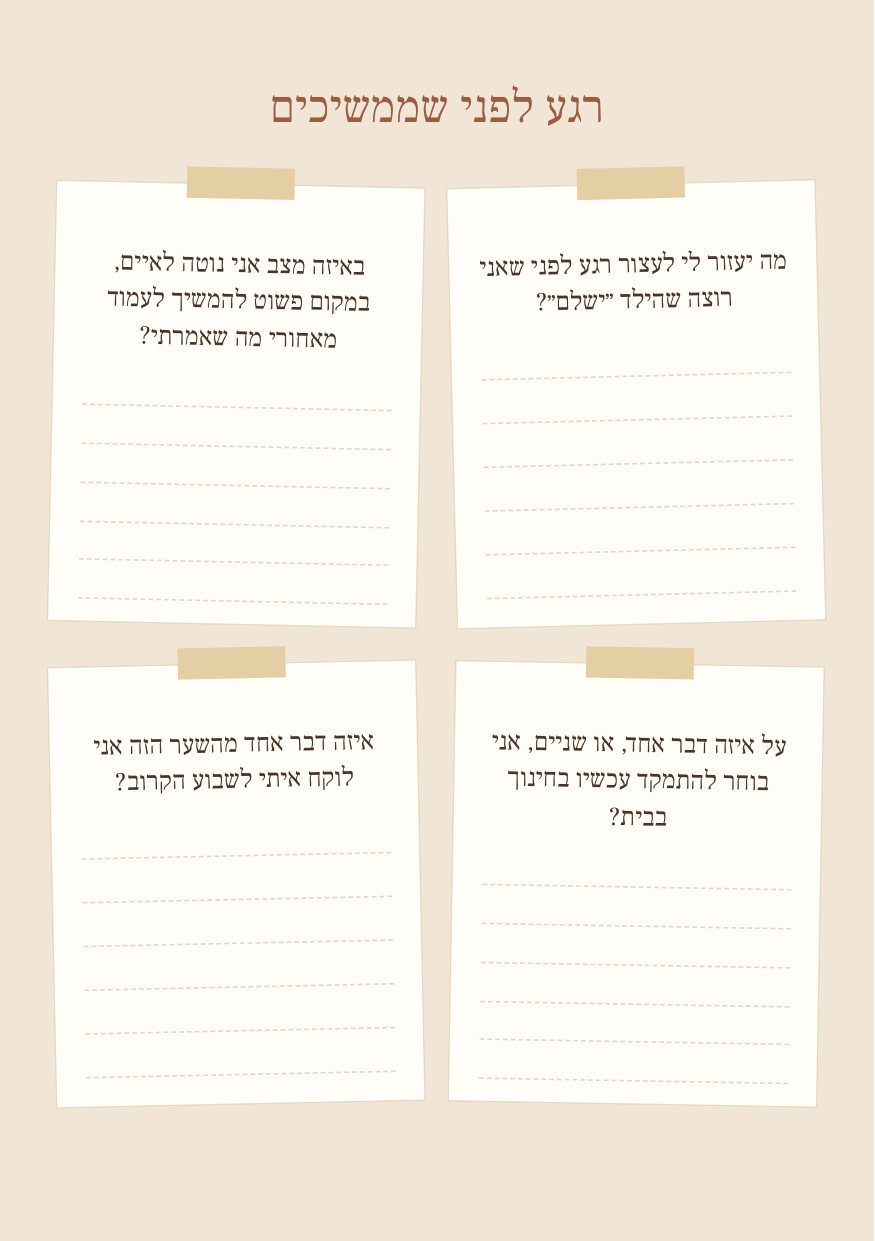 רגע לפני שממשיכים
מה יעזור לי לעצור רגע לפני שאני
רוצה שהילד ״ישלם״?
באיזה מצב אני נוטה לאיים,
במקום פשוט להמשיך לעמוד
מאחורי מה שאמרתי?
על איזה דבר אחד, או שניים, אני
בוחר להתמקד עכשיו בחינוך
בבית?
איזה דבר אחד מהשער הזה אני
לוקח איתי לשבוע הקרוב?